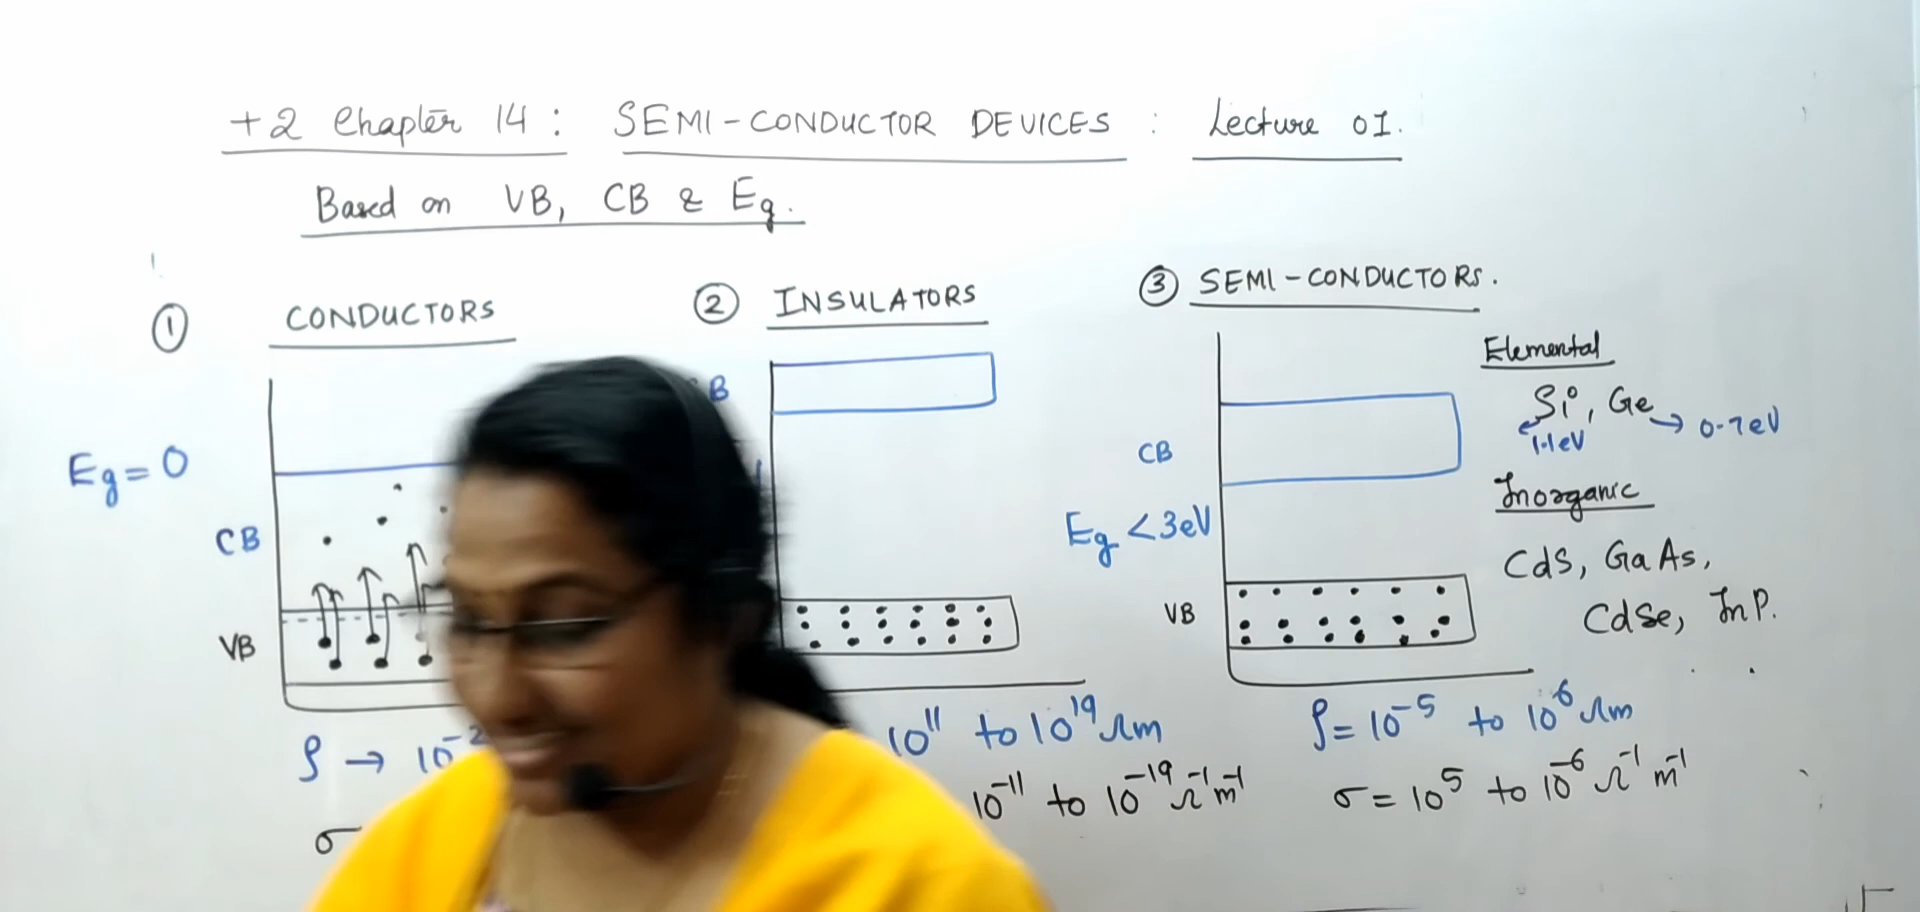 +2 Chapter 14 : SEMI-CONDUCTOR DEVICES : Lecture 01.
Based on VB, CB & Eg.
① CONDUCTORS
Eg = 0
CB
VB
ρ → 10⁻²
σ
② INSULATORS
B
10¹¹ to 10¹⁹ Ωm
10⁻¹¹ to 10⁻¹⁹ Ω⁻¹m⁻¹
③ SEMI-CONDUCTORS.
CB
Eg < 3eV
VB
ρ = 10⁻⁵ to 10⁶ Ωm
σ = 10⁵ to 10⁻⁶ Ω⁻¹ m⁻¹
Elemental
Si, Ge → 0.7eV
1.1eV
Inorganic
CdS, GaAs,
CdSe, InP.